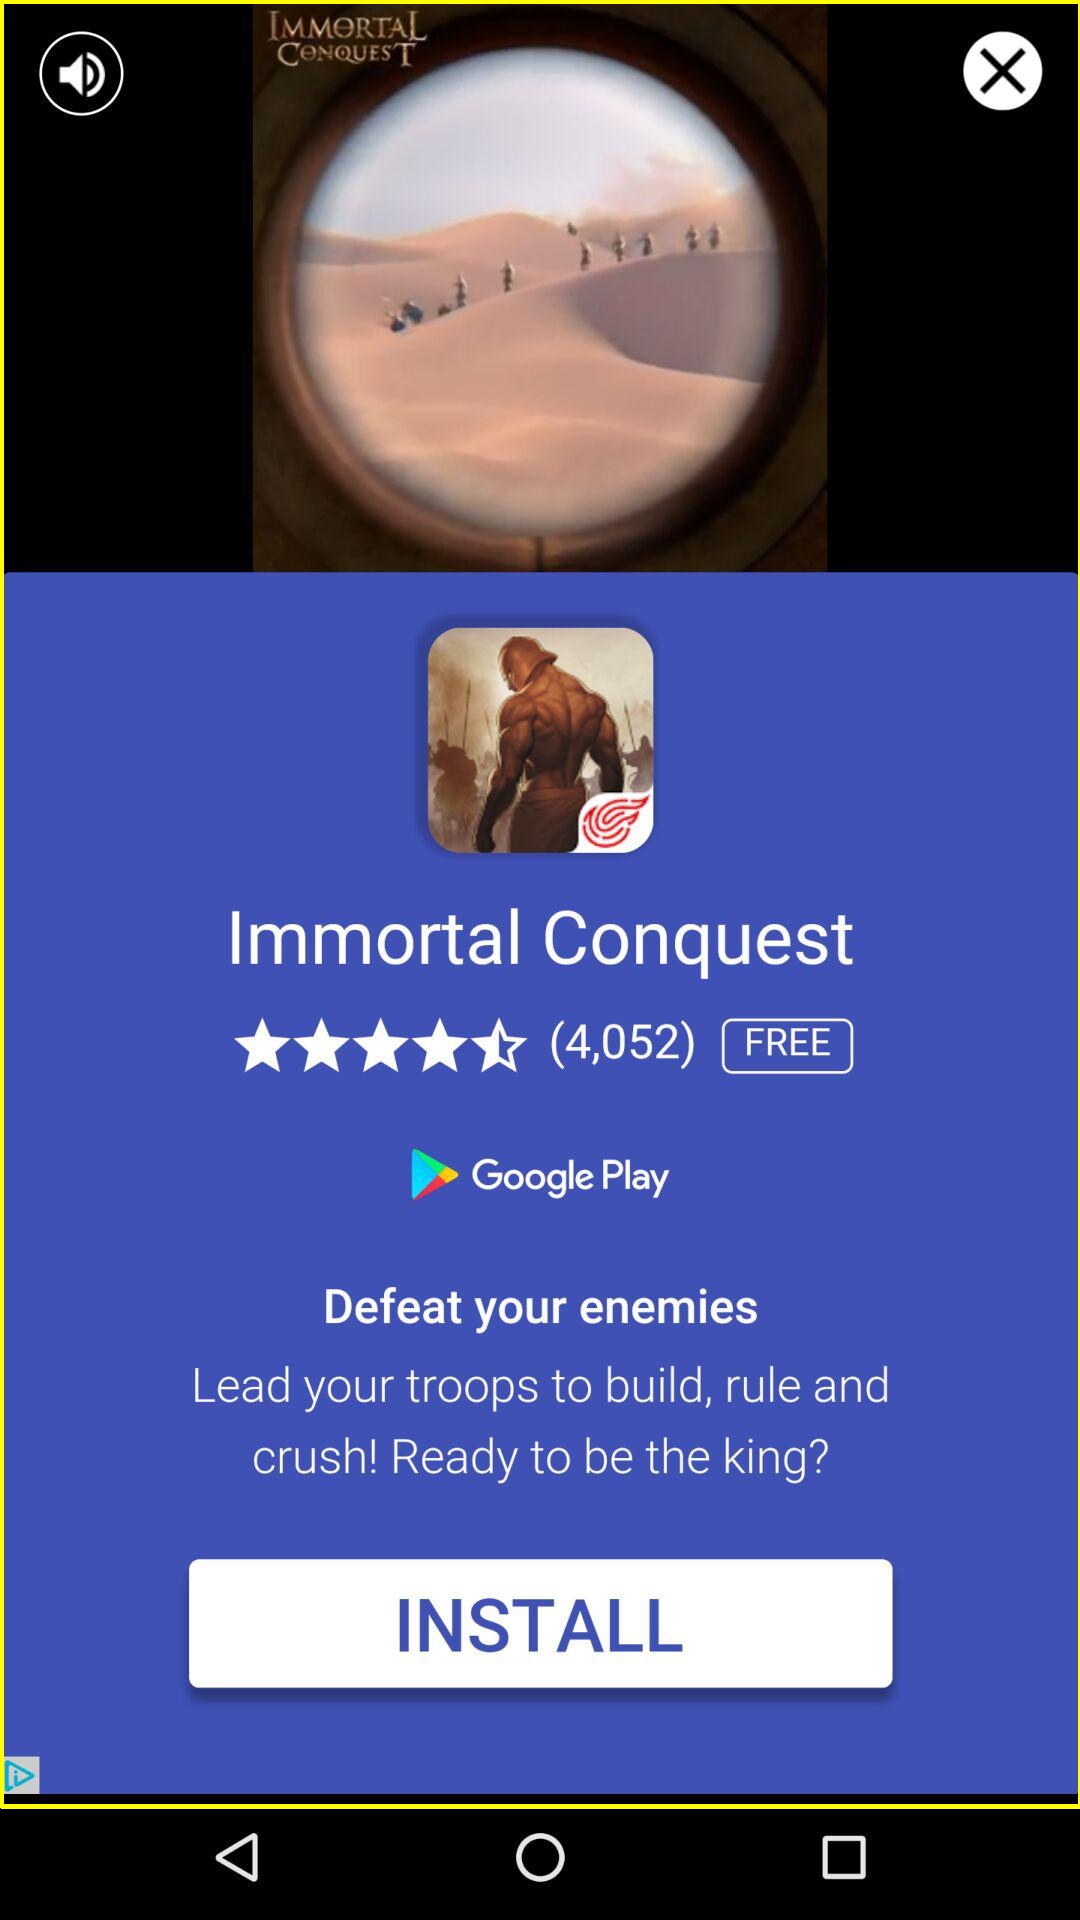 IMMORTAL
CONQUEST
Immortal Conquest
(4,052) FREE
Google Play
Defeat your enemies
Lead your troops to build, rule and
crush! Ready to be the king?
INSTALL